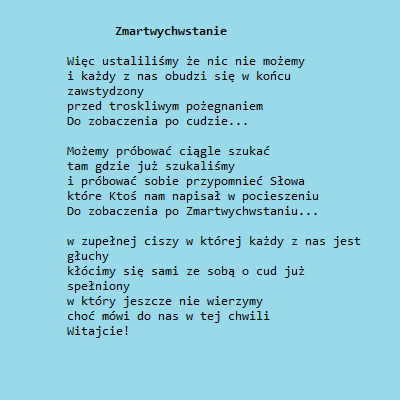 Zmartwychwstanie
Więc ustaliliśmy że nic nie możemy
i każdy z nas obudzi się w końcu
zawstydzony
przed troskliwym pożegnaniem
Do zobaczenia po cudzie...
Możemy próbować ciągle szukać
tam gdzie już szukaliśmy
i próbować sobie przypomnieć Słowa
które Ktoś nam napisał w pocieszeniu
Do zobaczenia po Zmartwychwstaniu...
w zupełnej ciszy w której każdy z nas jest
głuchy
kłócimy się sami ze sobą o cud już
spełniony
w który jeszcze nie wierzymy
choć mówi do nas w tej chwili
Witajcie!